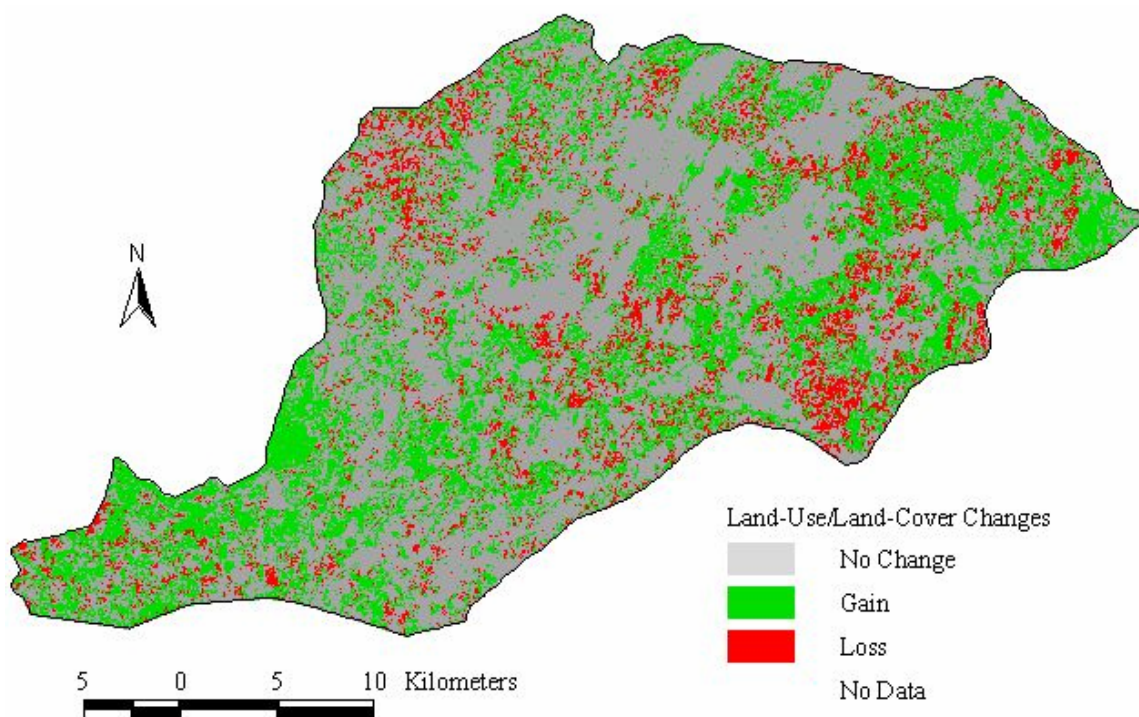 N
Land-Use/Land-Cover Changes
No Change
Gain
Loss
No Data
5 0 5 10 Kilometers